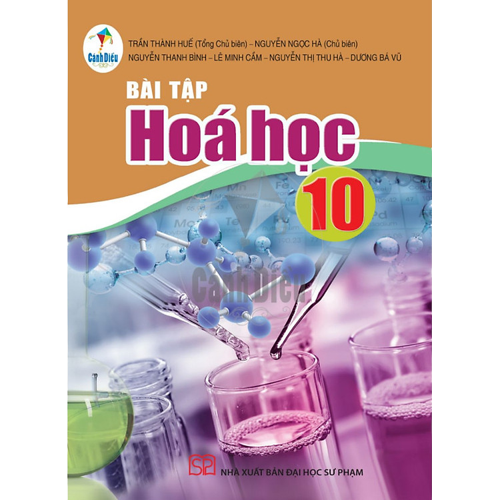 Cánh Diều
TRẦN THÀNH HUẾ (Tổng Chủ biên) – NGUYỄN NGỌC HÀ (Chủ biên)
NGUYỄN THANH BÌNH – LÊ MINH CẦM – NGUYỄN THỊ THU HÀ – DƯƠNG BÁ VŨ
BÀI TẬP
Hoá học
10
Cánh Diều
NHÀ XUẤT BẢN ĐẠI HỌC SƯ PHẠM